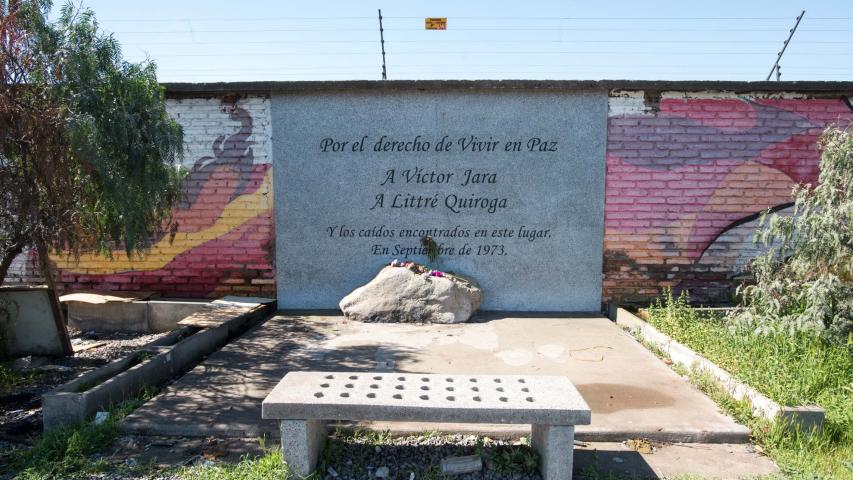 Por el derecho de Vivir en Paz
A Víctor Jara
A Littré Quiroga
Y los caídos encontrados en este lugar.
En Septiembre de 1973.